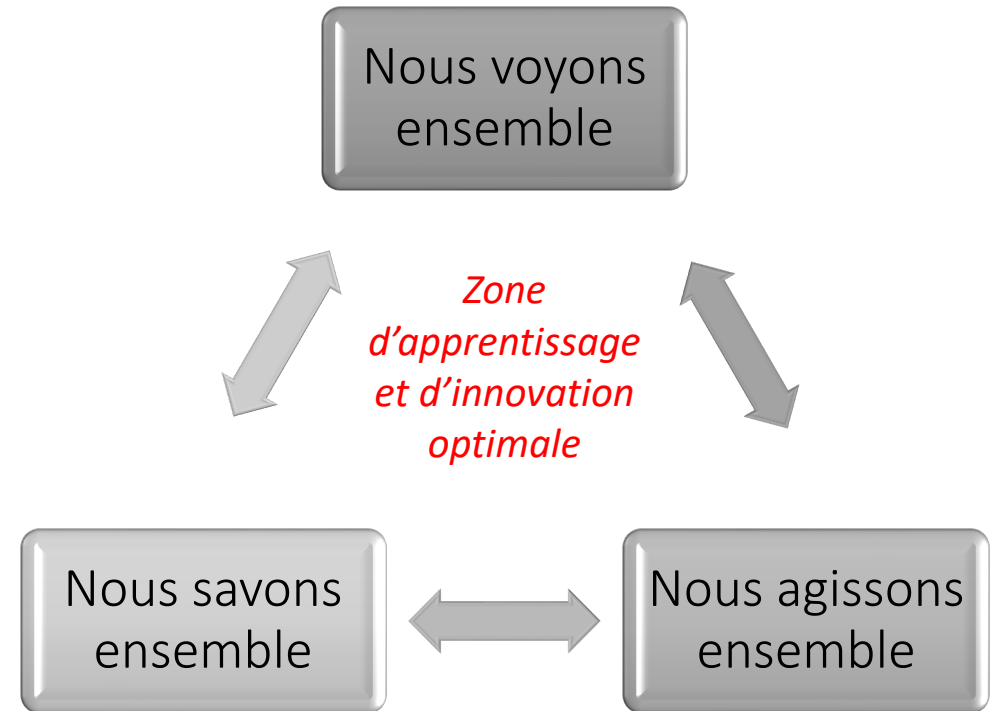 Nous voyons
ensemble
Zone
d’apprentissage
et d’innovation
optimale
Nous savons
ensemble
Nous agissons
ensemble